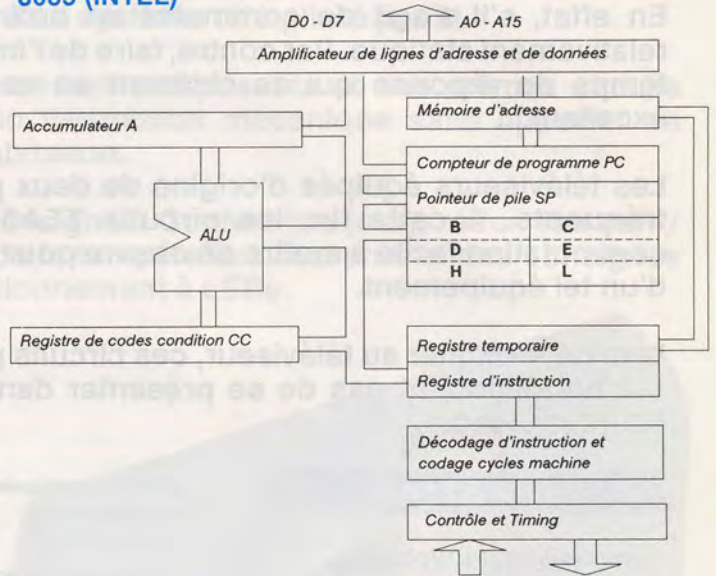 8085 (INTEL)
D0 - D7
A0 - A15
Amplificateur de lignes d'adresse et de données
Mémoire d'adresse
Accumulateur A
Compteur de programme PC
Pointeur de pile SP
B C
D E
H L
ALU
Registre de codes condition CC
Registre temporaire
Registre d'instruction
Décodage d'instruction et
codage cycles machine
Contrôle et Timing